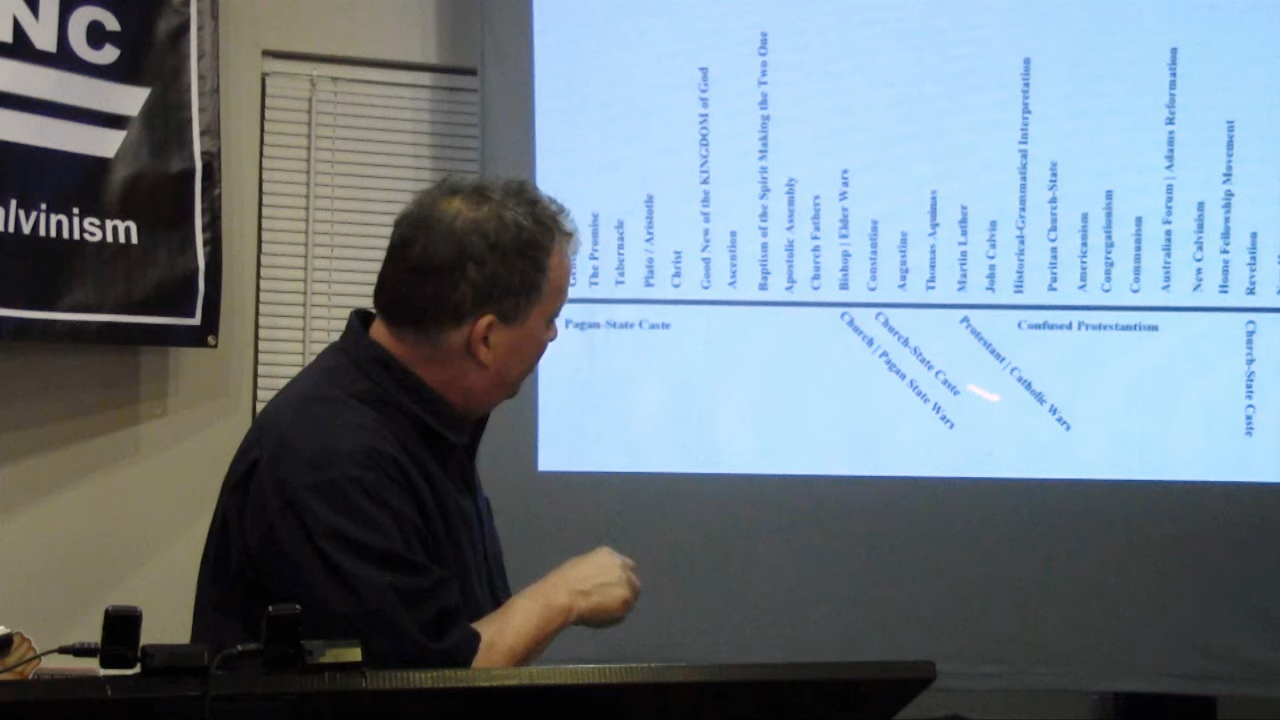 NC
alvinism
The Promise
Tabernacle
Plato / Aristotle
Christ
Good New of the KINGDOM of God
Ascention
Baptism of the Spirit Making the Two One
Apostolic Assembly
Church Fathers
Bishop | Elder Wars
Constantine
Augustine
Thomas Aquinas
Martin Luther
John Calvin
Historical-Grammatical Interpretation
Puritan Church-State
Americanism
Congregationism
Communism
Australian Forum | Adams Reformation
New Calvinism
Home Fellowship Movement
Revelation
Pagan-State Caste
Church | Pagan State Wars
Church-State Caste
Protestant | Catholic Wars
Confused Protestantism
Church-State Caste